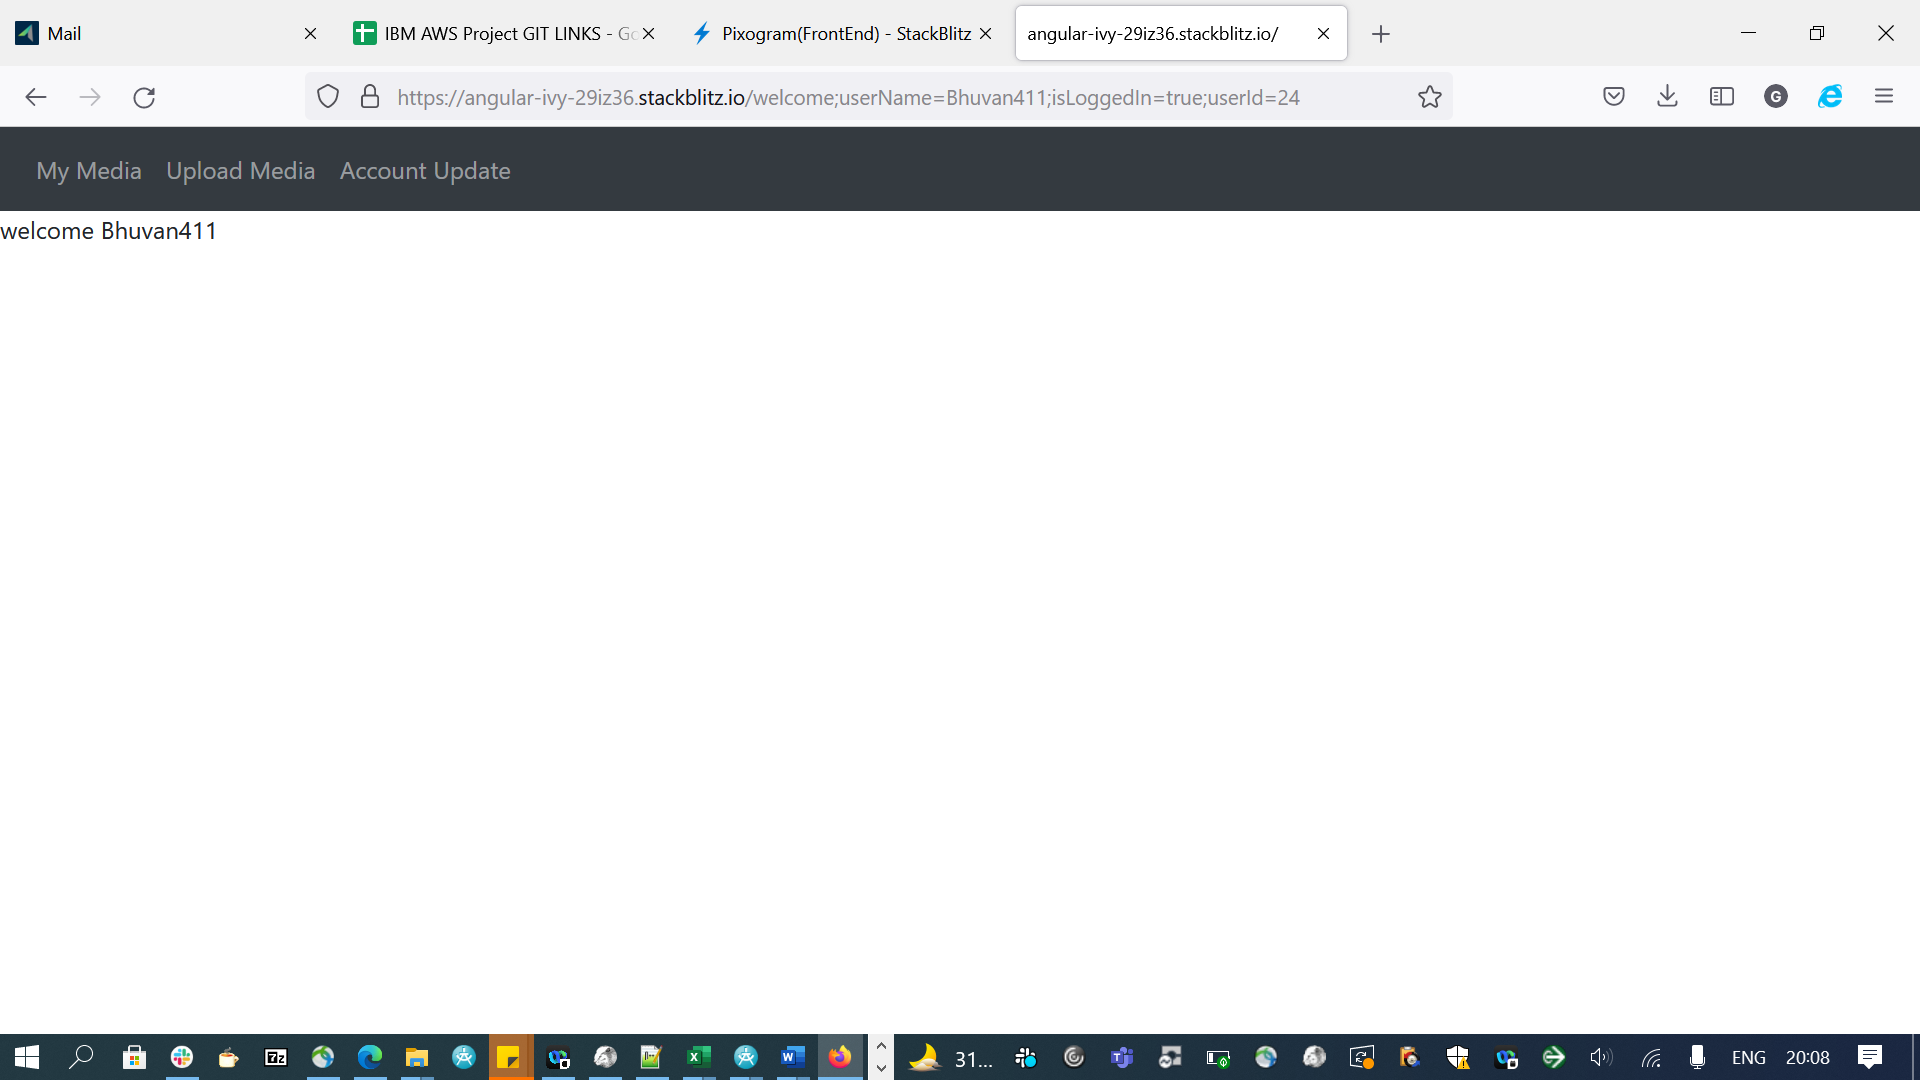 Mail
IBM AWS Project GIT LINKS - Go
Pixogram(FrontEnd) - StackBlitz
angular-ivy-29iz36.stackblitz.io/
https://angular-ivy-29iz36.stackblitz.io/welcome;userName=Bhuvan411;isLoggedIn=true;userId=24
G
My Media Upload Media Account Update
welcome Bhuvan411
7z
31...
ENG 20:08